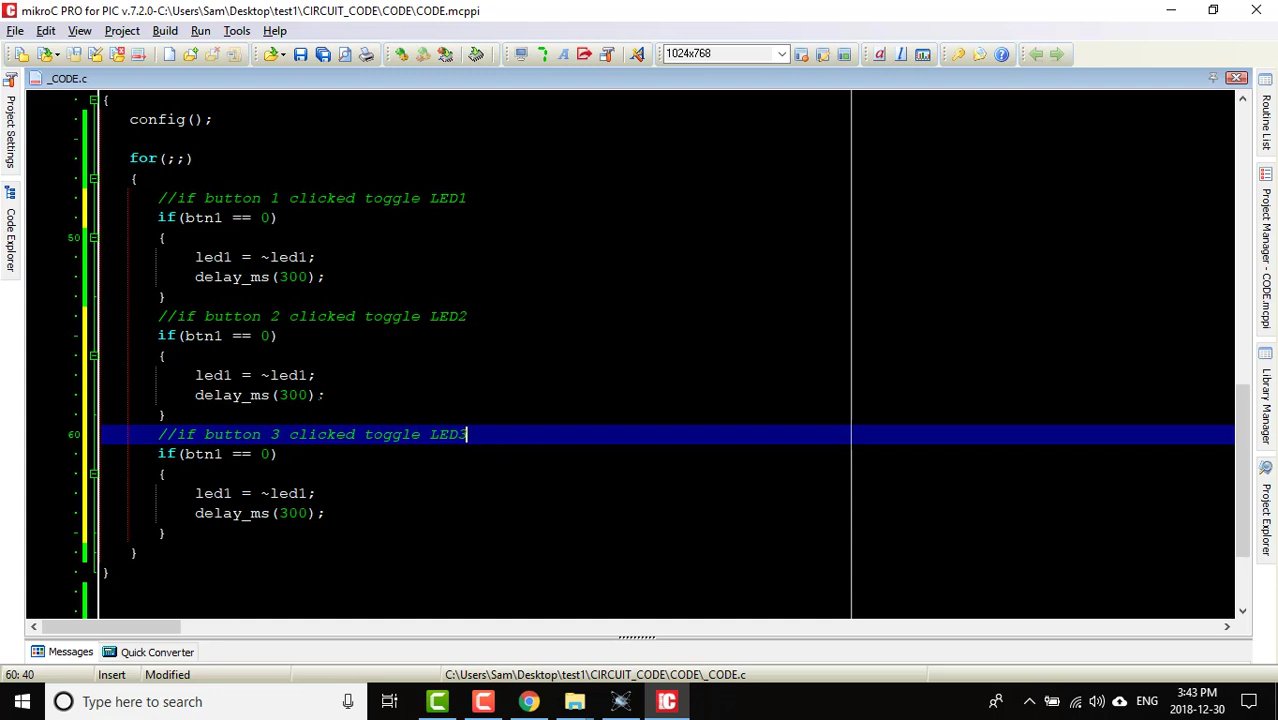 mikroC PRO for PIC v.7.2.0-C:\Users\Sam\Desktop\test1\CIRCUIT_CODE\CODE\CODE.mcppi
File Edit View Project Build Run Tools Help
1024x768
_CODE.c
{
config();
for(;;)
{
//if button 1 clicked toggle LED1
if(btn1 == 0)
50 {
led1 = ~led1;
delay_ms(300);
}
//if button 2 clicked toggle LED2
if(btn1 == 0)
{
led1 = ~led1;
delay_ms(300);
}
60 //if button 3 clicked toggle LED3
if(btn1 == 0)
{
led1 = ~led1;
delay_ms(300);
}
}
}
Project Settings
Code Explorer
Routine List
Project Manager - CODE.mcppi
Library Manager
Project Explorer
Messages Quick Converter
60: 40 Insert Modified C:\Users\Sam\Desktop\test1\CIRCUIT_CODE\CODE\_CODE.c
Type here to search
ENG
3:43 PM
2018-12-30